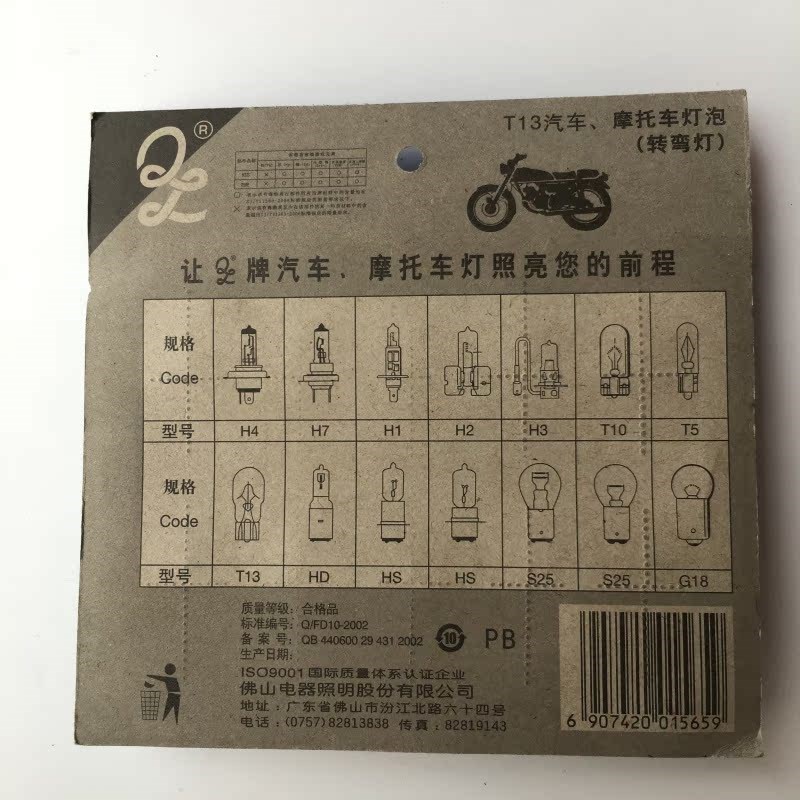 ®
T13汽车、摩托车灯泡
(转弯灯)
让 牌汽车、摩托车灯照亮您的前程
规格
Code
型号 H4 H7 H1 H2 H3 T10 T5
规格
Code
型号 T13 HD HS HS S25 S25 G18
质量等级：合格品
标准编号：Q/FD10-2002
备 案 号：QB 440600 29 431 2002 10 PB
生产日期：
ISO9001国际质量体系认证企业
佛山电器照明股份有限公司
地址：广东省佛山市汾江北路六十四号
电话：(0757)82813838 传真：82819143
6 907420 015659